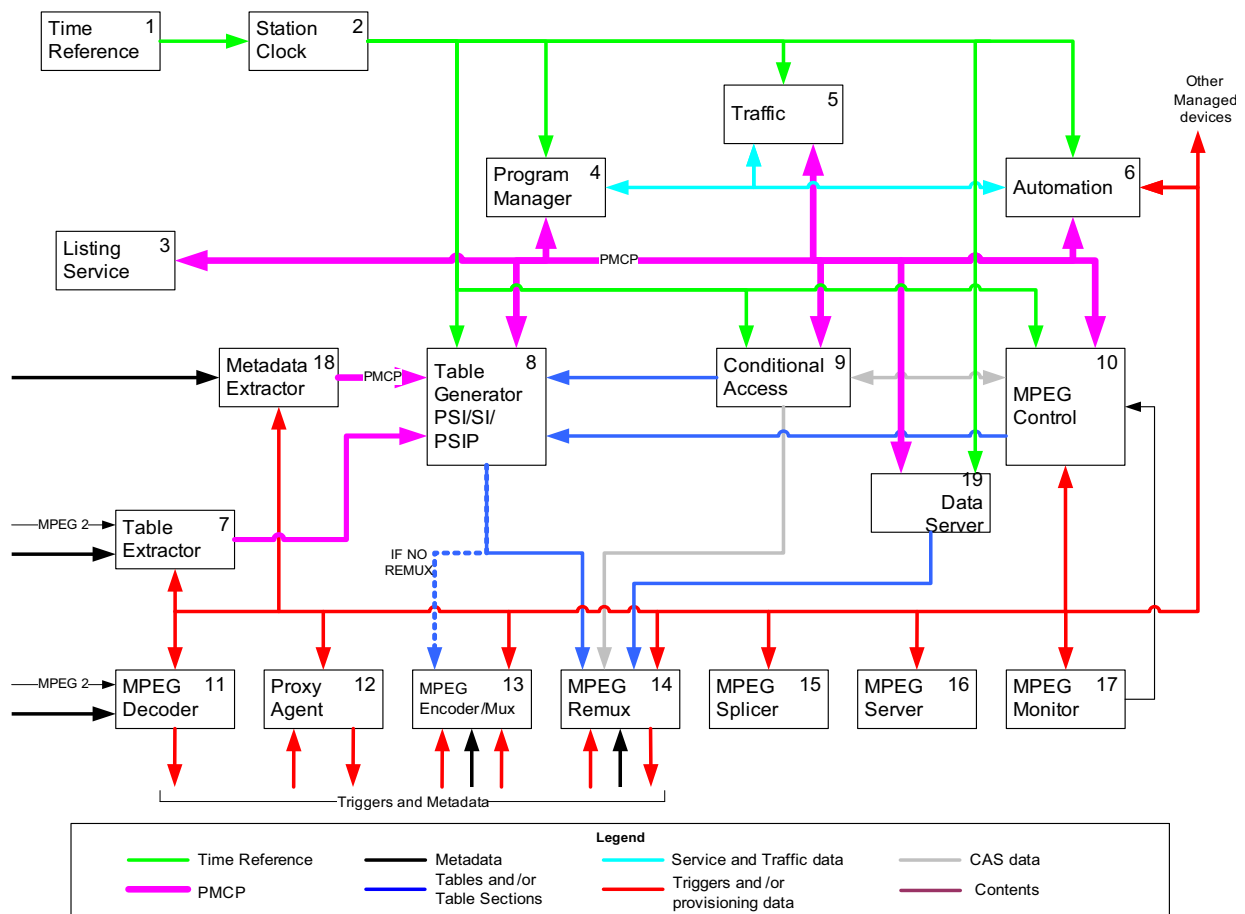 Time
Reference
1
Station
Clock
2
Other
Managed
devices
Traffic
5
Program
Manager
4
Automation
6
Listing
Service
3
PMCP
Metadata
Extractor
18
PMCP
Table
Generator
PSI/SI/
PSIP
8
Conditional
Access
9
10
MPEG
Control
19
Data
Server
MPEG 2
Table
Extractor
7
IF NO
REMUX
MPEG 2
MPEG
Decoder
11
Proxy
Agent
12
MPEG
Encoder/Mux
13
MPEG
Remux
14
MPEG
Splicer
15
MPEG
Server
16
MPEG
Monitor
17
Triggers and Metadata
Legend
Time Reference
Metadata
Service and Traffic data
CAS data
PMCP
Tables and/or
Table Sections
Triggers and/or
provisioning data
Contents